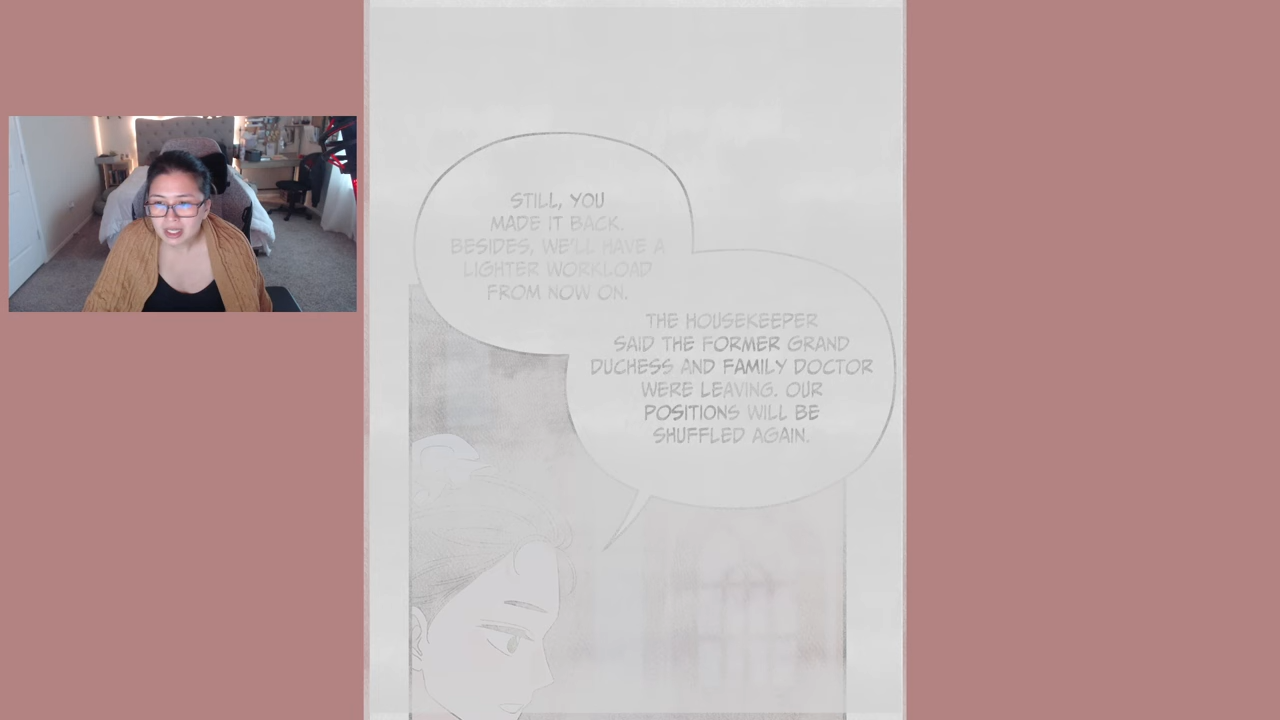 STILL, YOU
MADE IT BACK.
BESIDES, WE'LL HAVE A
LIGHTER WORKLOAD
FROM NOW ON.
THE HOUSEKEEPER
SAID THE FORMER GRAND
DUCHESS AND FAMILY DOCTOR
WERE LEAVING. OUR
POSITIONS WILL BE
SHUFFLED AGAIN.